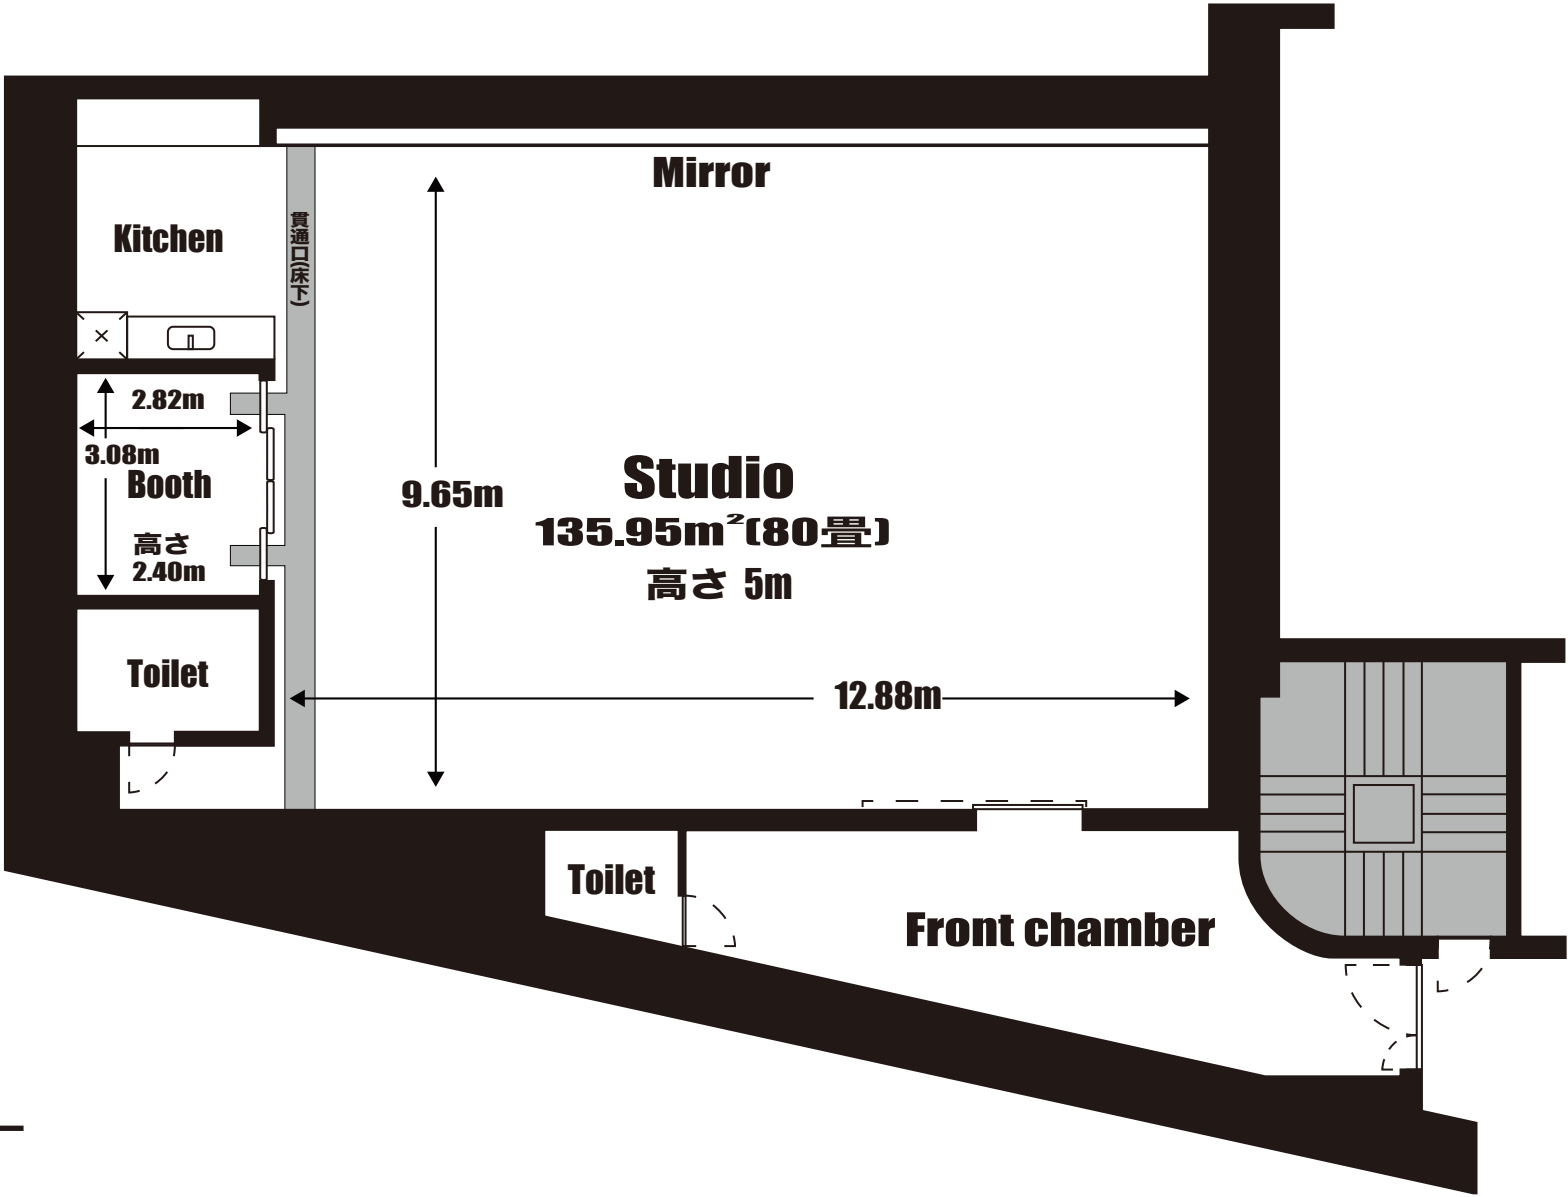 Mirror
Kitchen
貫通口(床下)
2.82m
3.08m
Booth
高さ
2.40m
9.65m
Studio
135.95m²(80畳)
高さ 5m
Toilet
12.88m
Toilet
Front chamber